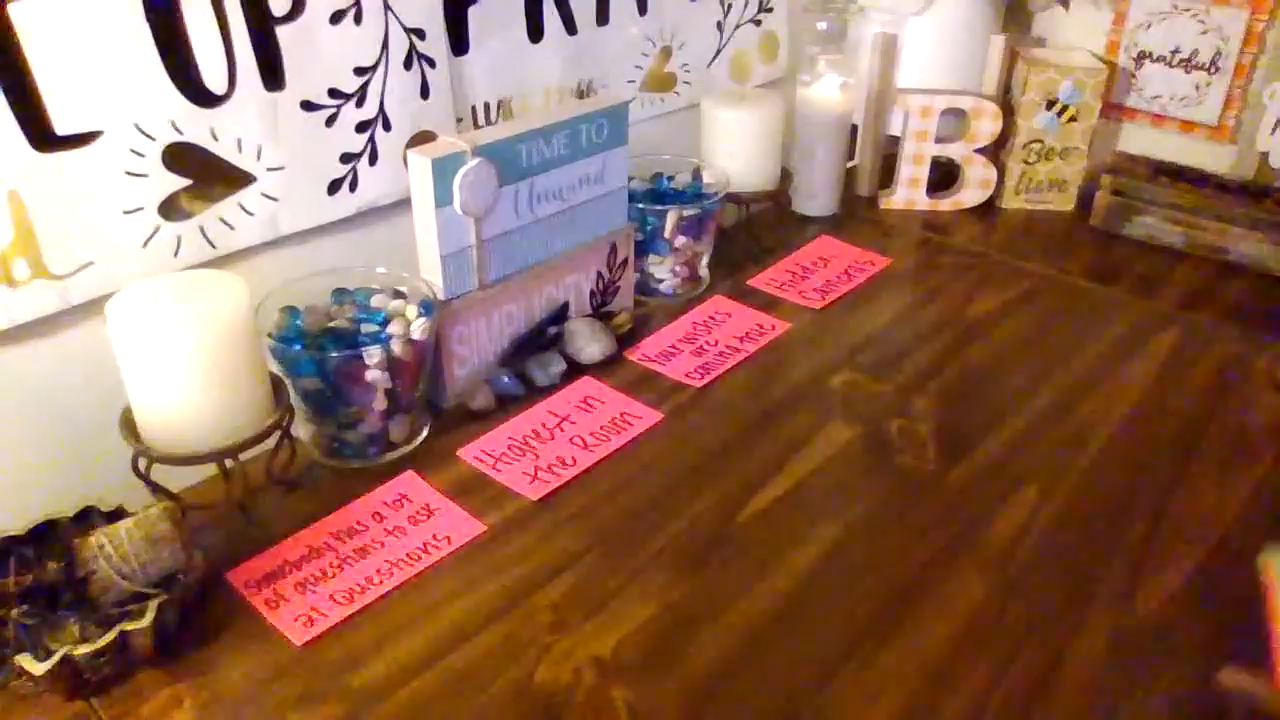 E UP
TIME TO
Unwind
SIMPLICITY
B
Bee
lieve
grateful
Somebody has a lot
of questions to ask
21 Questions
Highest in
the Room
Your wishes
are
coming true
Hidden
Camera's